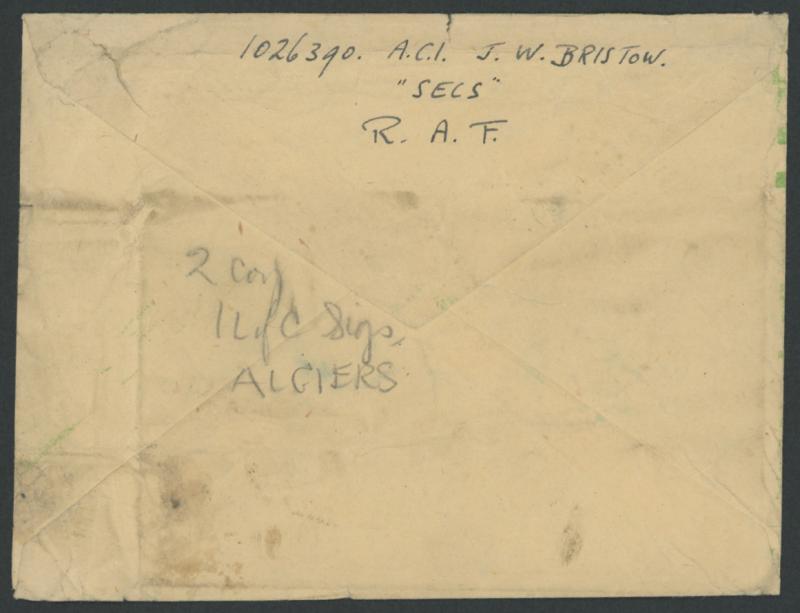 1026390. A.C.1. J. W. BRISTOW.
"SECS"
R. A. F.
2 Coy
1 L of C Sigs,
ALGIERS